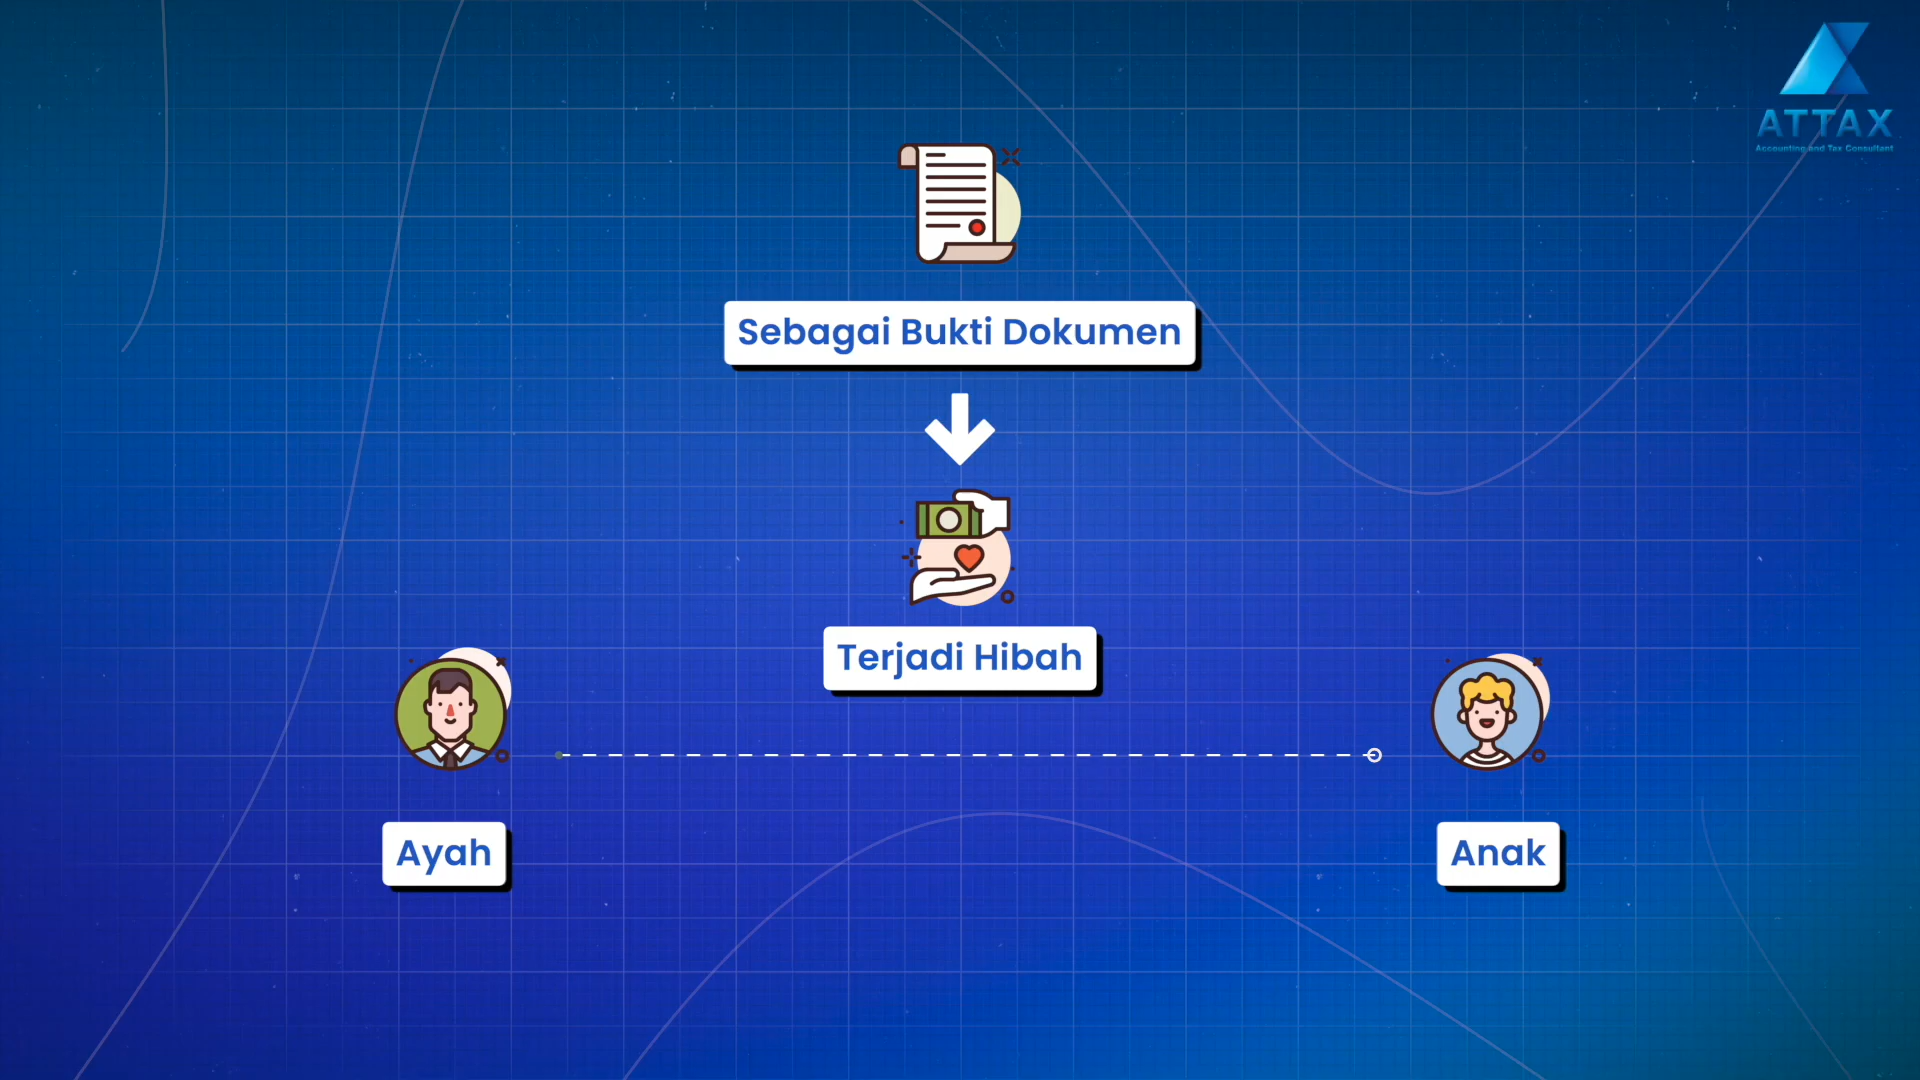 ATTAX
Accounting and Tax Consultant
Sebagai Bukti Dokumen
Terjadi Hibah
Ayah
Anak